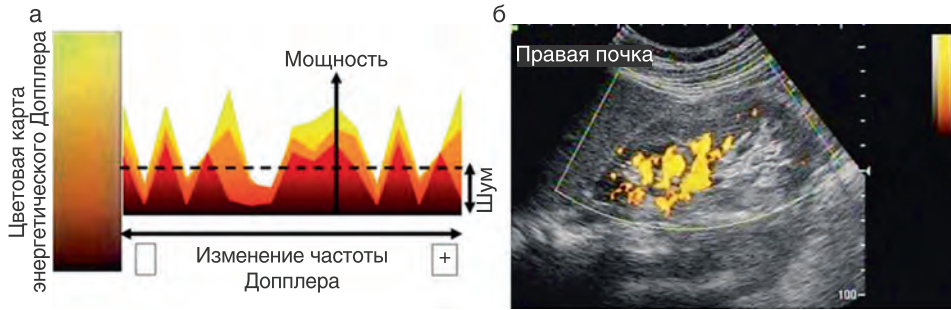 а
Цветовая карта
энергетического Допплера
Мощность
Шум
Изменение частоты
Допплера
+
б
Правая почка
100